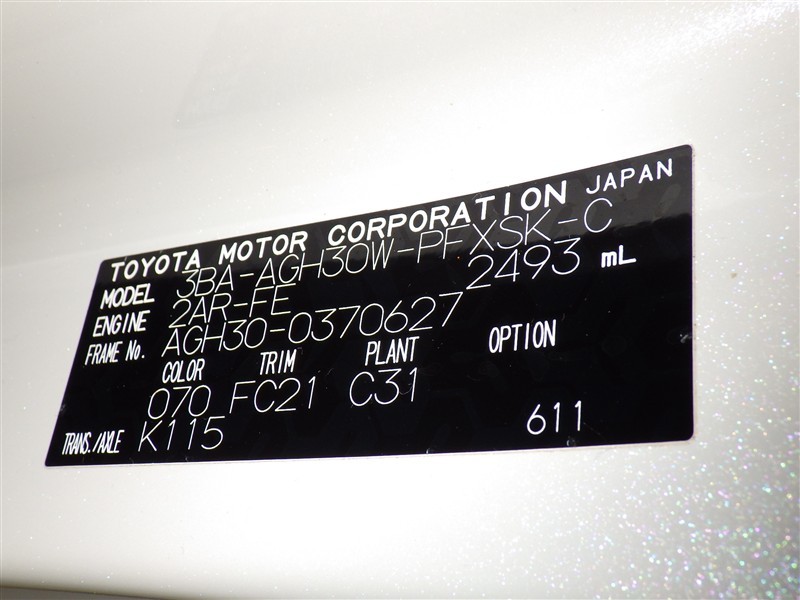 TOYOTA MOTOR CORPORATION JAPAN
MODEL 3BA-AGH30W-PFXSK-C
ENGINE 2AR-FE 2493 mL
FRAME No. AGH30-0370627
COLOR TRIM PLANT OPTION
070 FC21 C31
TRANS./AXLE K115 611